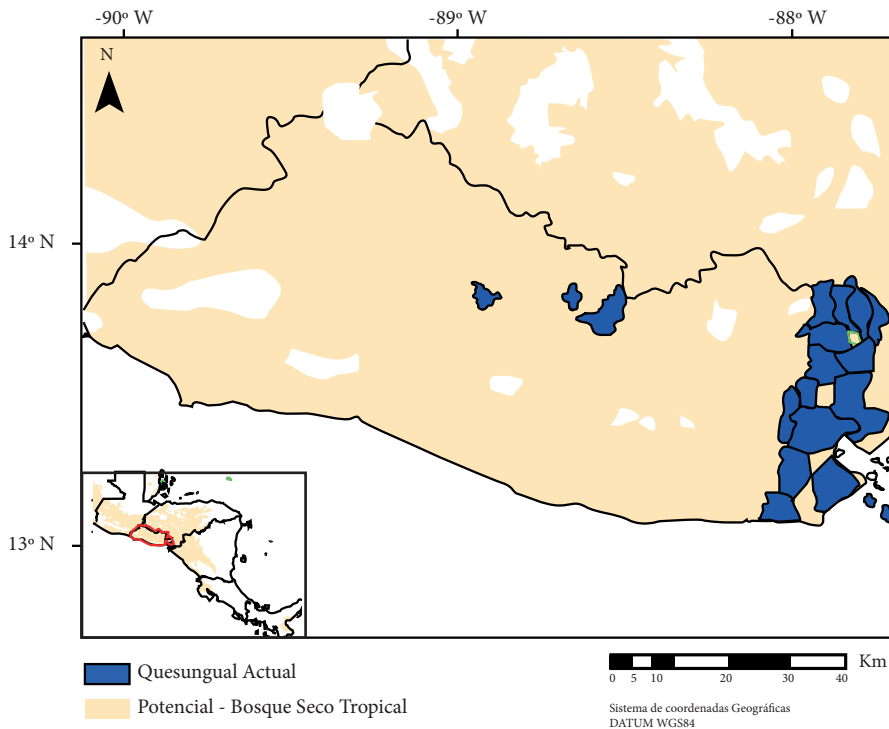 -90º W
-89º W
-88º W
N
14º N
13º N
Quesungual Actual
Potencial - Bosque Seco Tropical
Km
0 5 10 20 30 40
Sistema de coordenadas Geográficas
DATUM WGS84